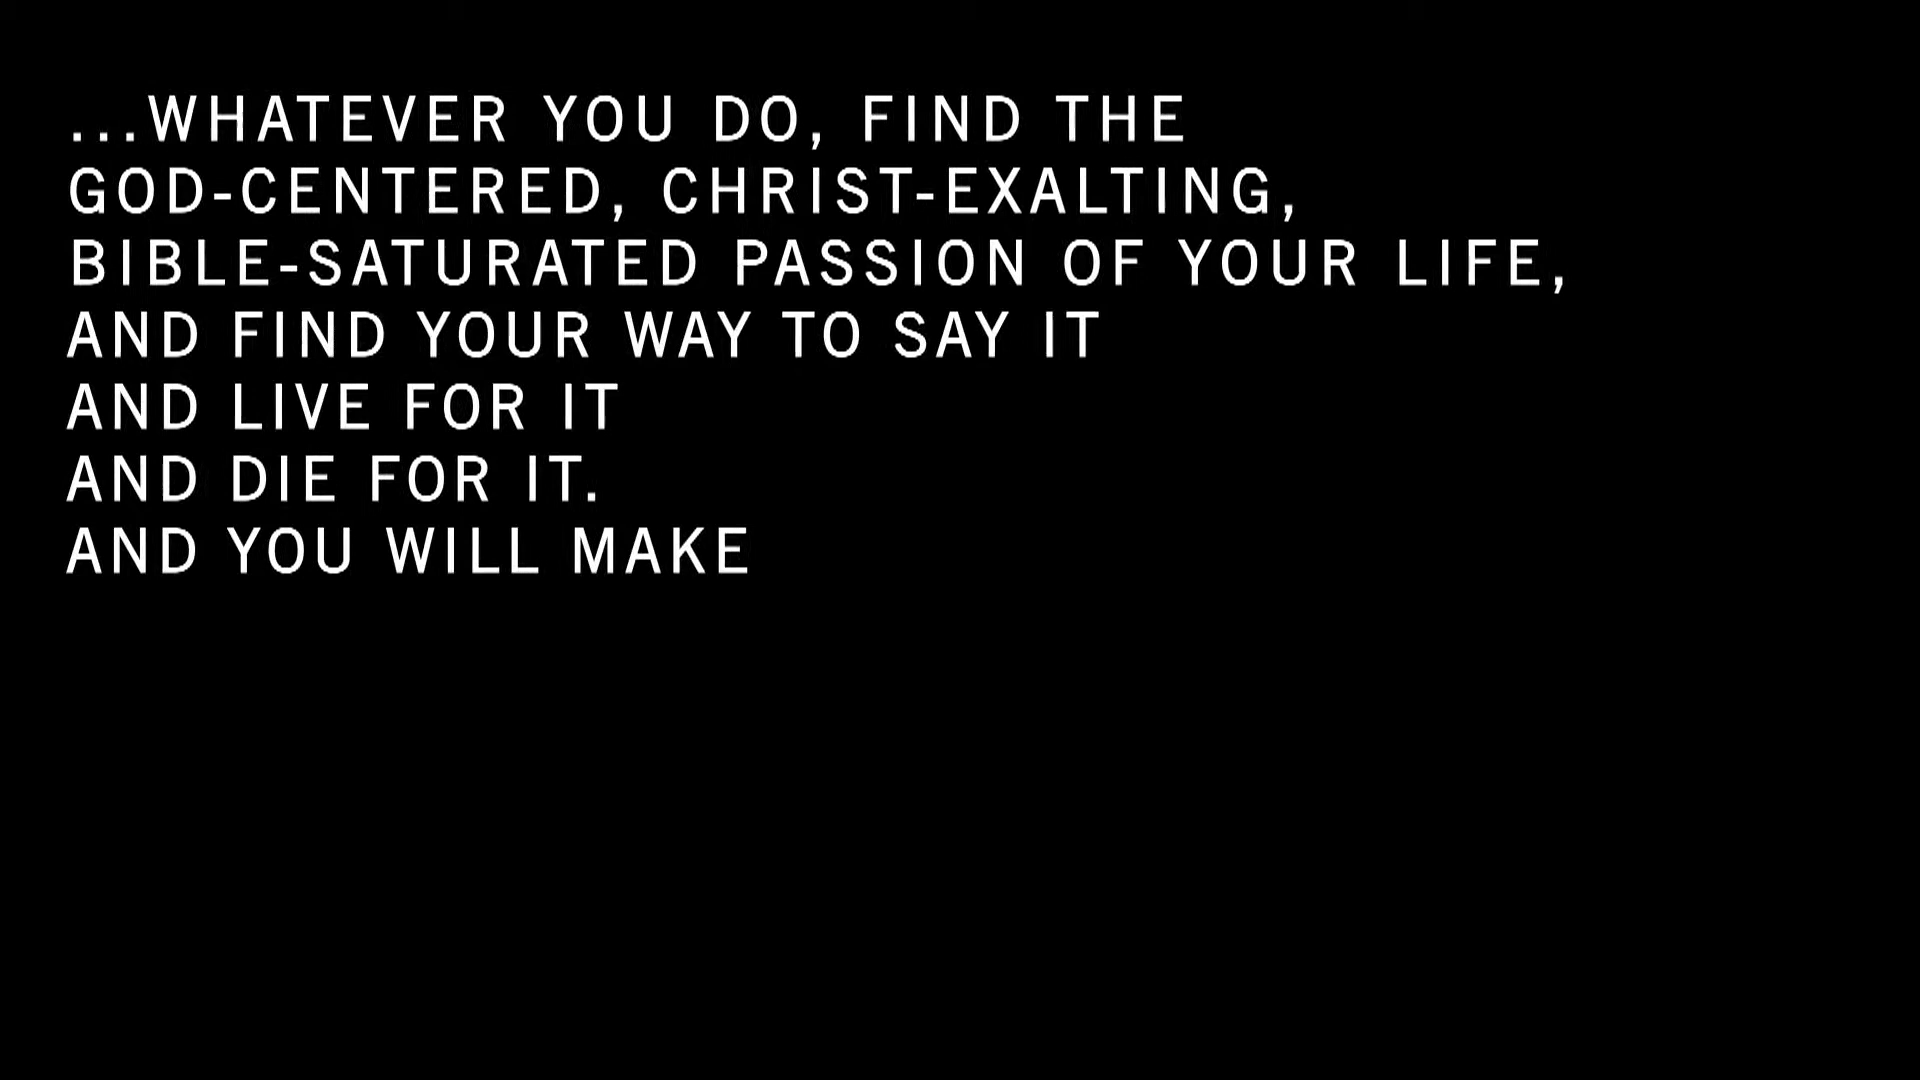 ...WHATEVER YOU DO, FIND THE
GOD-CENTERED, CHRIST-EXALTING,
BIBLE-SATURATED PASSION OF YOUR LIFE,
AND FIND YOUR WAY TO SAY IT
AND LIVE FOR IT
AND DIE FOR IT.
AND YOU WILL MAKE